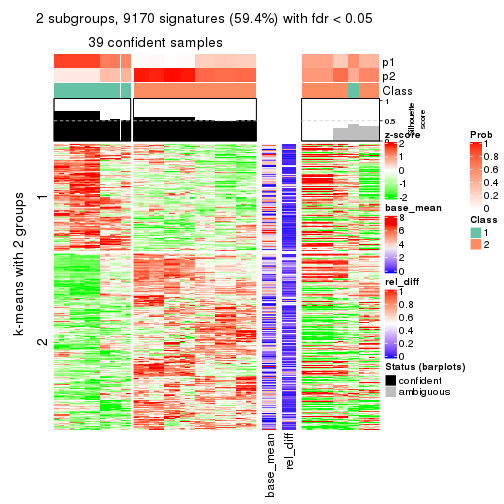 2 subgroups, 9170 signatures (59.4%) with fdr < 0.05
39 confident samples
p1
p2
Class
1
0.5
0
Silhouette
score
k-means with 2 groups
1
2
base_mean
rel_diff
z-score
2
1
0
-1
-2
base_mean
8
6
4
2
0
rel_diff
1
0.8
0.6
0.4
0.2
0
Status (barplots)
confident
ambiguous
Prob
1
0.8
0.6
0.4
0.2
0
Class
1
2